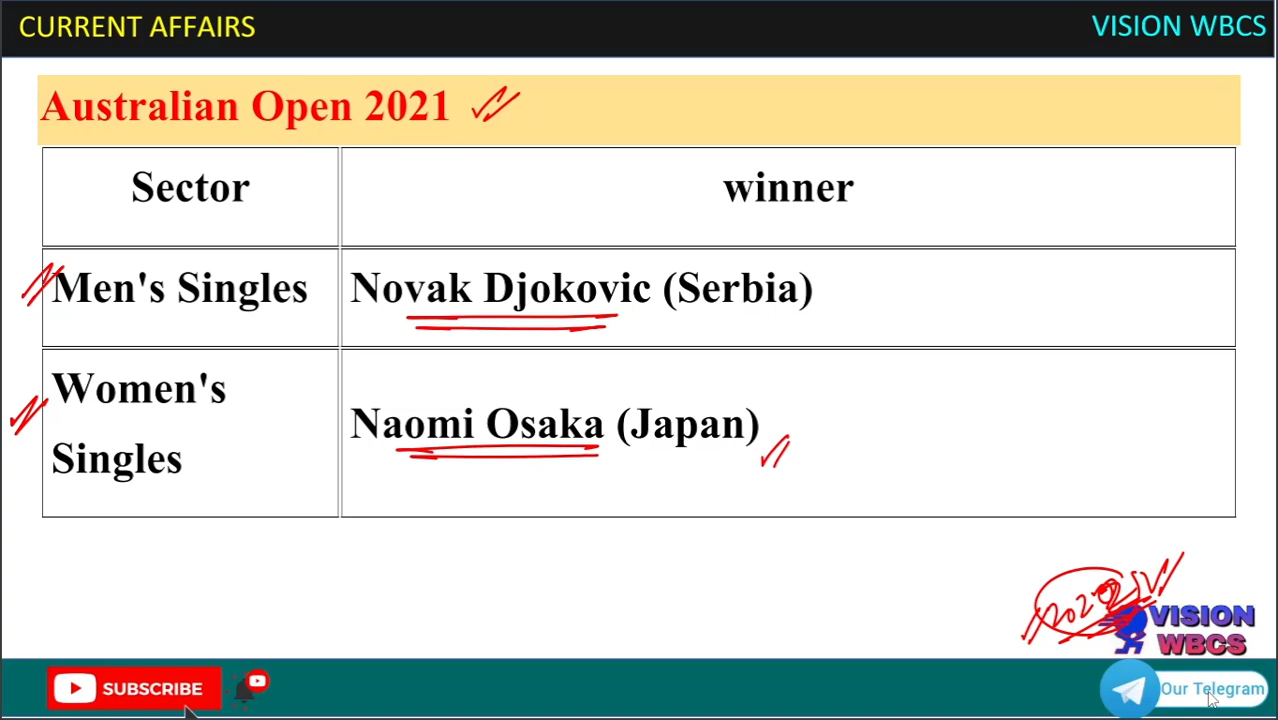 CURRENT AFFAIRS
VISION WBCS
Australian Open 2021
Sector
winner
Men's Singles
Novak Djokovic (Serbia)
Women's
Singles
Naomi Osaka (Japan)
VISION
WBCS
SUBSCRIBE
Our Telegram